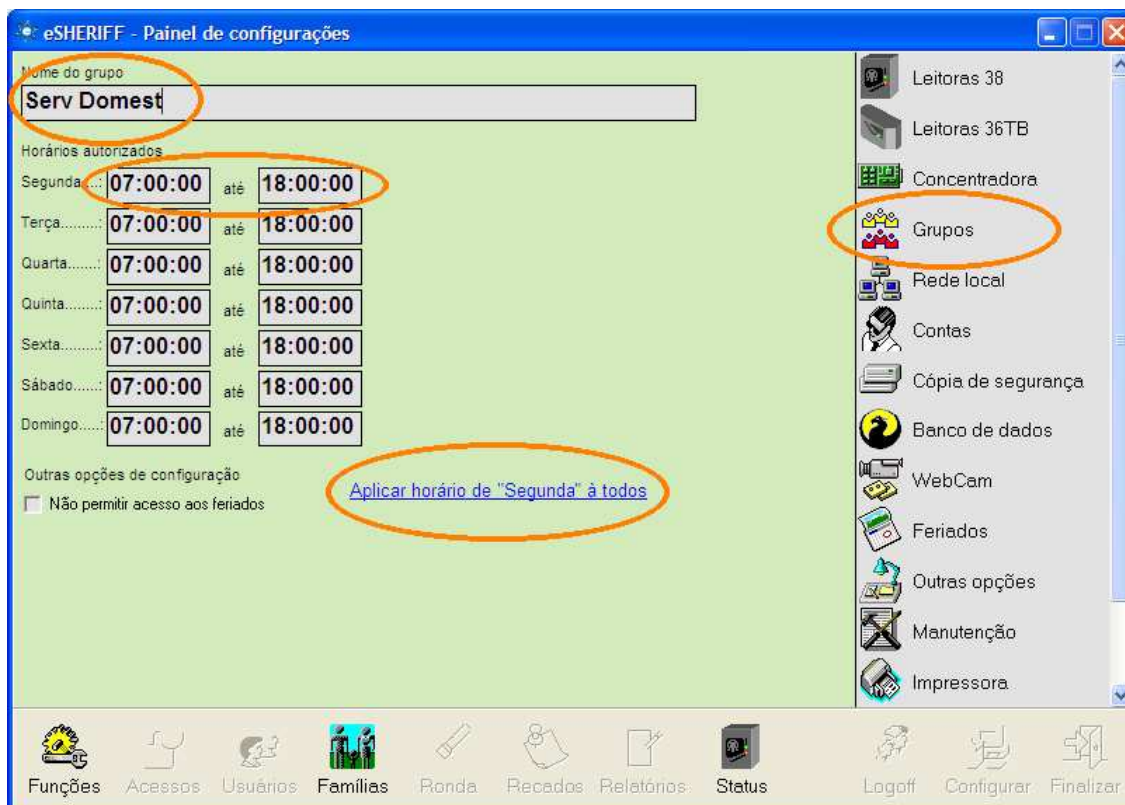 eSHERIFF - Painel de configurações
Nome do grupo
Serv Domest
Horários autorizados
Segunda...: 07:00:00 até 18:00:00
Terça.........: 07:00:00 até 18:00:00
Quarta.......: 07:00:00 até 18:00:00
Quinta........: 07:00:00 até 18:00:00
Sexta.........: 07:00:00 até 18:00:00
Sábado......: 07:00:00 até 18:00:00
Domingo.....: 07:00:00 até 18:00:00
Outras opções de configuração
Não permitir acesso aos feriados
Aplicar horário de "Segunda" à todos
Leitoras 38
Leitoras 36TB
Concentradora
Grupos
Rede local
Contas
Cópia de segurança
Banco de dados
WebCam
Feriados
Outras opções
Manutenção
Impressora
Funções Acessos Usuários Famílias Ronda Recados Relatórios Status Logoff Configurar Finalizar